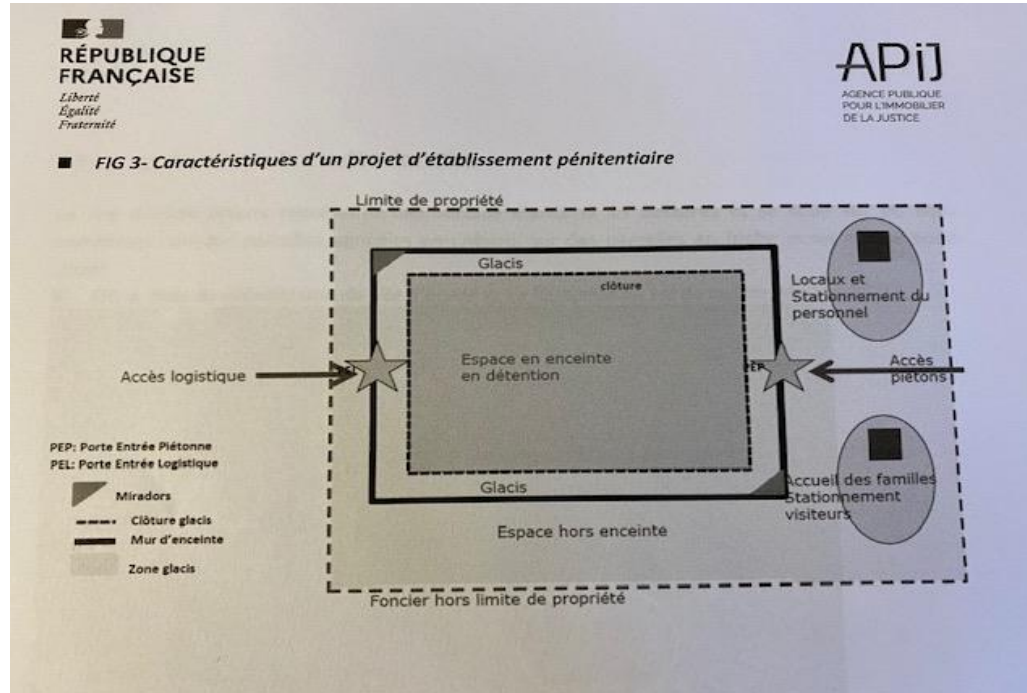 RÉPUBLIQUE
FRANÇAISE
Liberté
Égalité
Fraternité
APiJ
AGENCE PUBLIQUE
POUR L'IMMOBILIER
DE LA JUSTICE
FIG 3- Caractéristiques d'un projet d'établissement pénitentiaire
Limite de propriété
Glacis
clôture
Locaux et
Stationnement du
personnel
Espace en enceinte
en détention
PEL
PEP
Accès logistique
Accès
piétons
PEP: Porte Entrée Piétonne
PEL: Porte Entrée Logistique
Miradors
Clôture glacis
Mur d'enceinte
Zone glacis
Glacis
Accueil des familles
Stationnement
visiteurs
Espace hors enceinte
Foncier hors limite de propriété